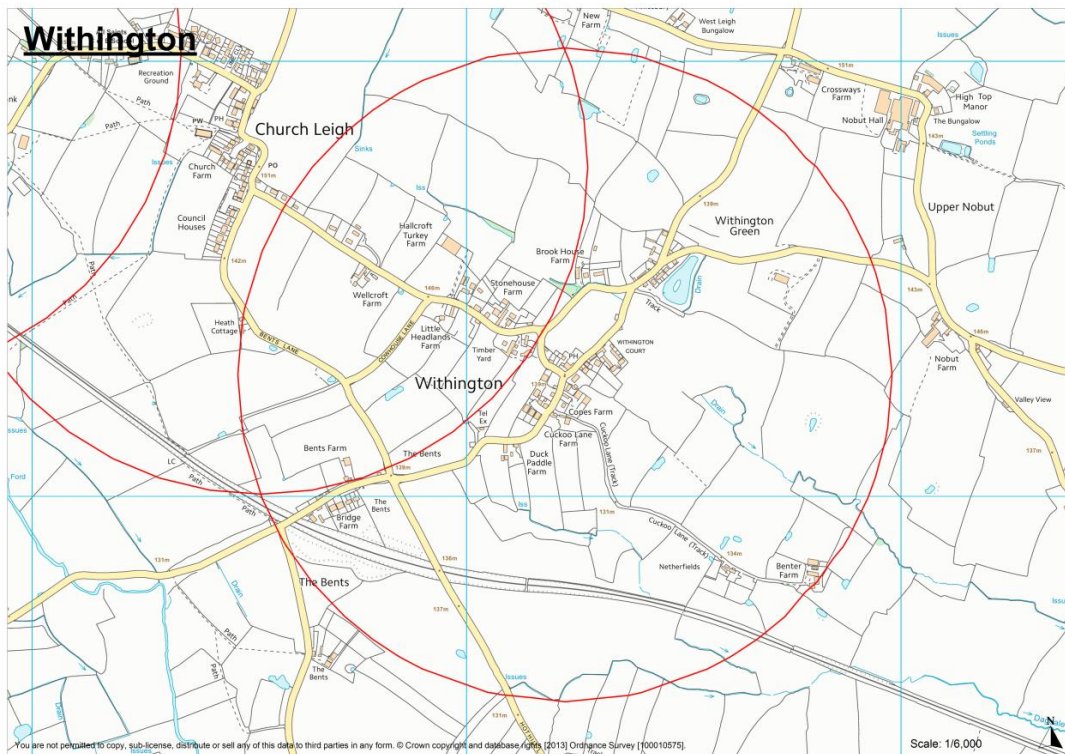 Withington
All Saints
Recreation
Ground
Path
Path
PH
PW
Issues
Church Leigh
PO
151m
Church
Farm
Council
Houses
142m
Path
Path
Sinks
Iss
Hallcroft
Turkey
Farm
Wellcroft Farm
146m
Stonehouse
Farm
Brook House
Farm
Heath
Cottage
BENTS LANE
COWHOUSE LANE
Little
Headlands
Farm
Timber
Yard
Withington
PH
WITHINGTON
COURT
Track
Drain
Withington
Green
139m
New
Farm
West Leigh
Bungalow
151m
Issues
Crossways
Farm
Nobut Hall
High Top
Manor
The Bungalow
143m
Settling
Ponds
Upper Nobut
143m
146m
Nobut
Farm
Valley View
137m
Drain
Drain
Tel
Ex
Copes Farm
Cuckoo Lane
Farm
Duck
Paddle
Farm
Cuckoo Lane (Track)
131m
Cuckoo Lane (Track)
Netherfields
134m
Benter
Farm
Iss
Bents Farm
The Bents
139m
The
Bents
Bridge
Farm
LC
Path
Path
Ford
131m
Drain
The Bents
138m
137m
Path
Path
The
Bents
Issues
131m
Issues
N
You are not permitted to copy, sub-license, distribute or sell any of this data to third parties in any form. © Crown copyright and database rights [2013] Ordnance Survey [100010575].
Scale: 1/6,000